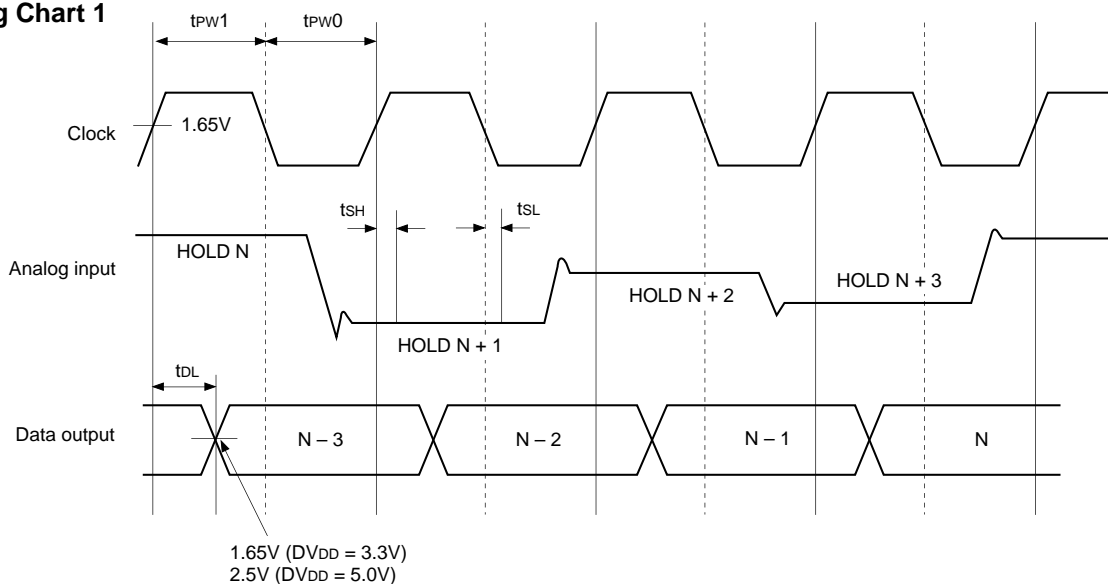 g Chart 1
tPW1
tPW0
Clock
1.65V
tSH
tSL
Analog input
HOLD N
HOLD N + 1
HOLD N + 2
HOLD N + 3
tDL
Data output
N – 3
N – 2
N – 1
N
1.65V (DVDD = 3.3V)
2.5V (DVDD = 5.0V)